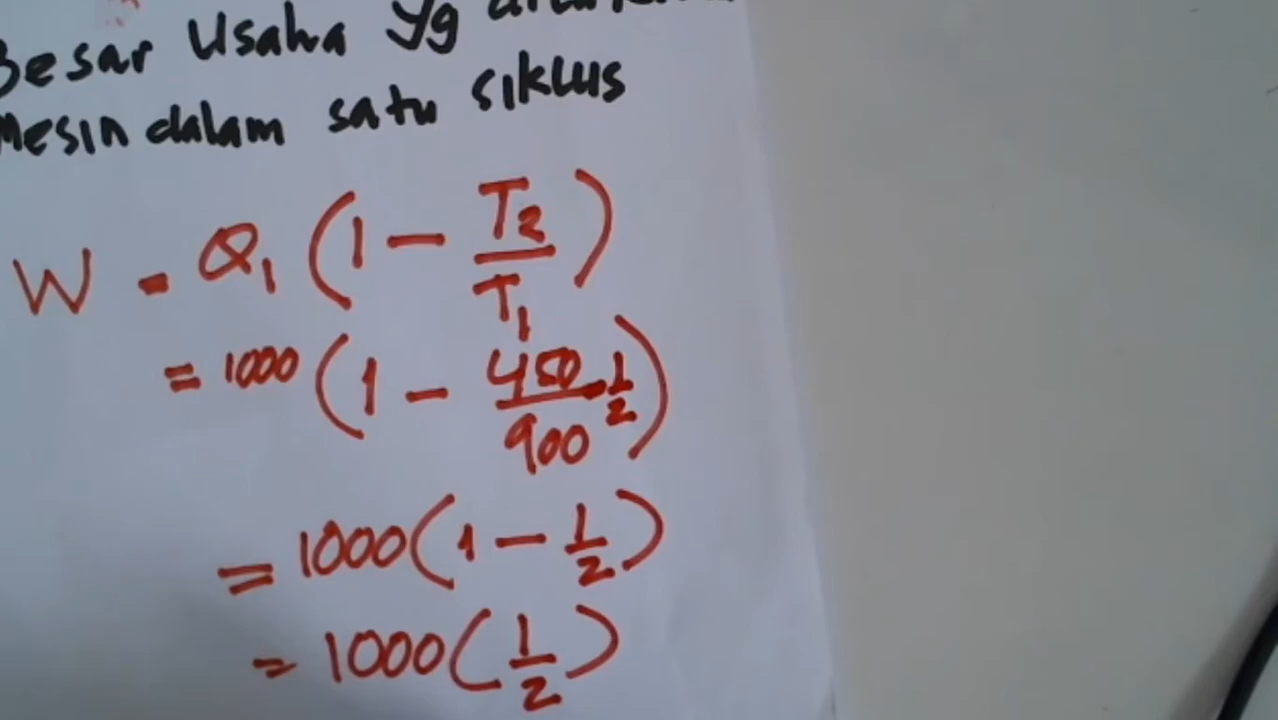 Besar Usaha Yg
Mesin dalam satu siklus
W = Q₁ (1 - T₂/T₁)
= 1000 (1 - 450/900 1/2)
= 1000 (1 - 1/2)
= 1000 (1/2)